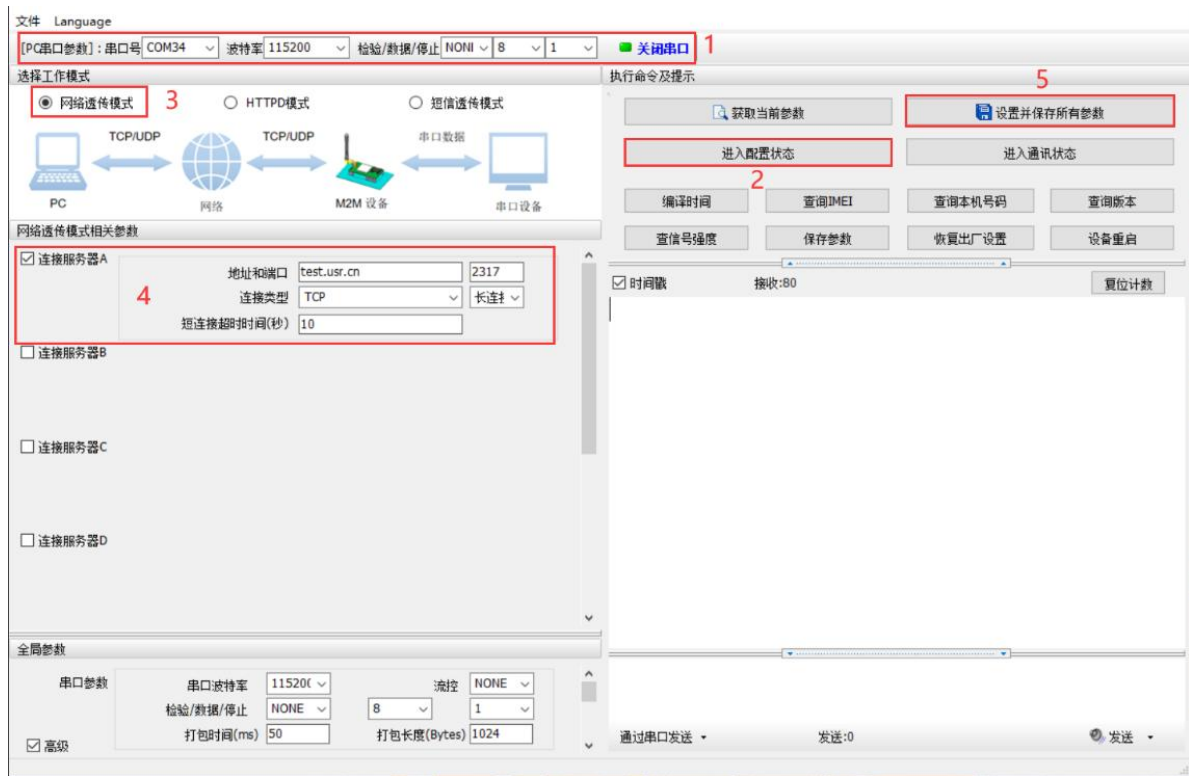 文件 Language
[PC串口参数]：串口号 COM34 波特率 115200 检验/数据/停止 NONI 8 1 关闭串口 1
选择工作模式
网络透传模式 3 HTTPD模式 短信透传模式
TCP/UDP TCP/UDP 串口数据
PC 网络 M2M 设备 串口设备
网络透传模式相关参数
连接服务器A
地址和端口 test.usr.cn 2317
4 连接类型 TCP 长连接
短连接超时时间(秒) 10
连接服务器B
连接服务器C
连接服务器D
全局参数
串口参数 串口波特率 11520( 流控 NONE
检验/数据/停止 NONE 8 1
打包时间(ms) 50 打包长度(Bytes) 1024
高级
执行命令及提示
5
获取当前参数 设置并保存所有参数
进入配置状态 进入通讯状态
2
编译时间 查询IMEI 查询本机号码 查询版本
查信号强度 保存参数 恢复出厂设置 设备重启
时间戳 接收:80 复位计数
通过串口发送 发送:0 发送